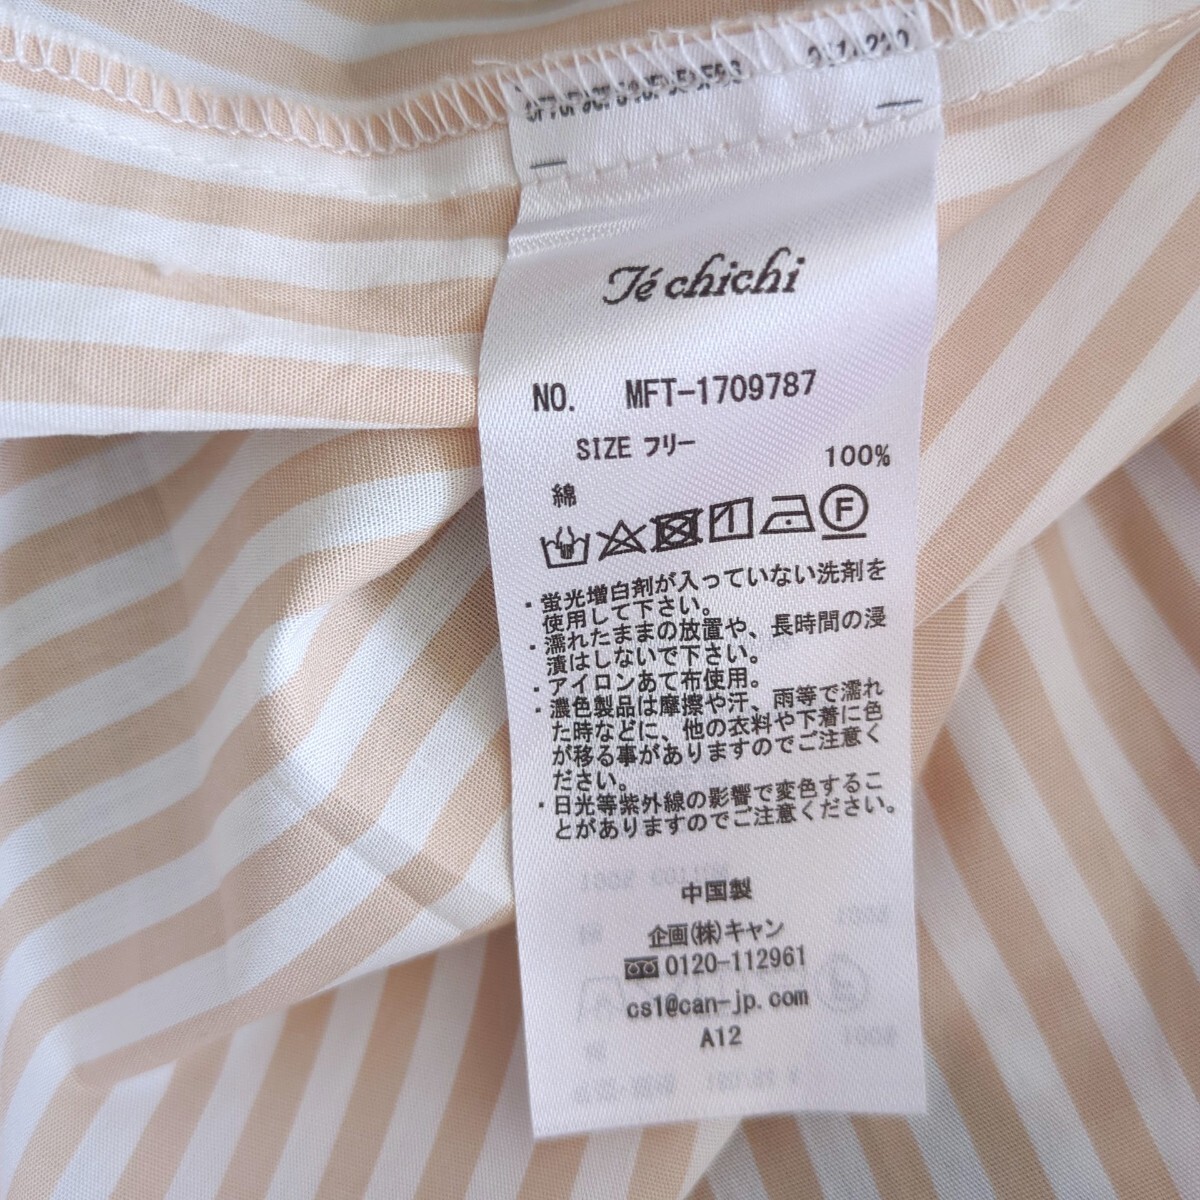 Té chichi
NO. MFT-1709787
SIZE フリー
100%
綿
F
・蛍光増白剤が入っていない洗剤を
使用して下さい。
・濡れたままの放置や、長時間の浸
漬はしないで下さい。
・アイロンあて布使用。
・濃色製品は摩擦や汗、雨等で濡れ
た時などに、他の衣料や下着に色
が移る事がありますのでご注意く
ださい。
・日光等紫外線の影響で変色するこ
とがありますのでご注意ください。
中国製
企画(株)キャン
0120-112961
cs1@can-jp.com
A12